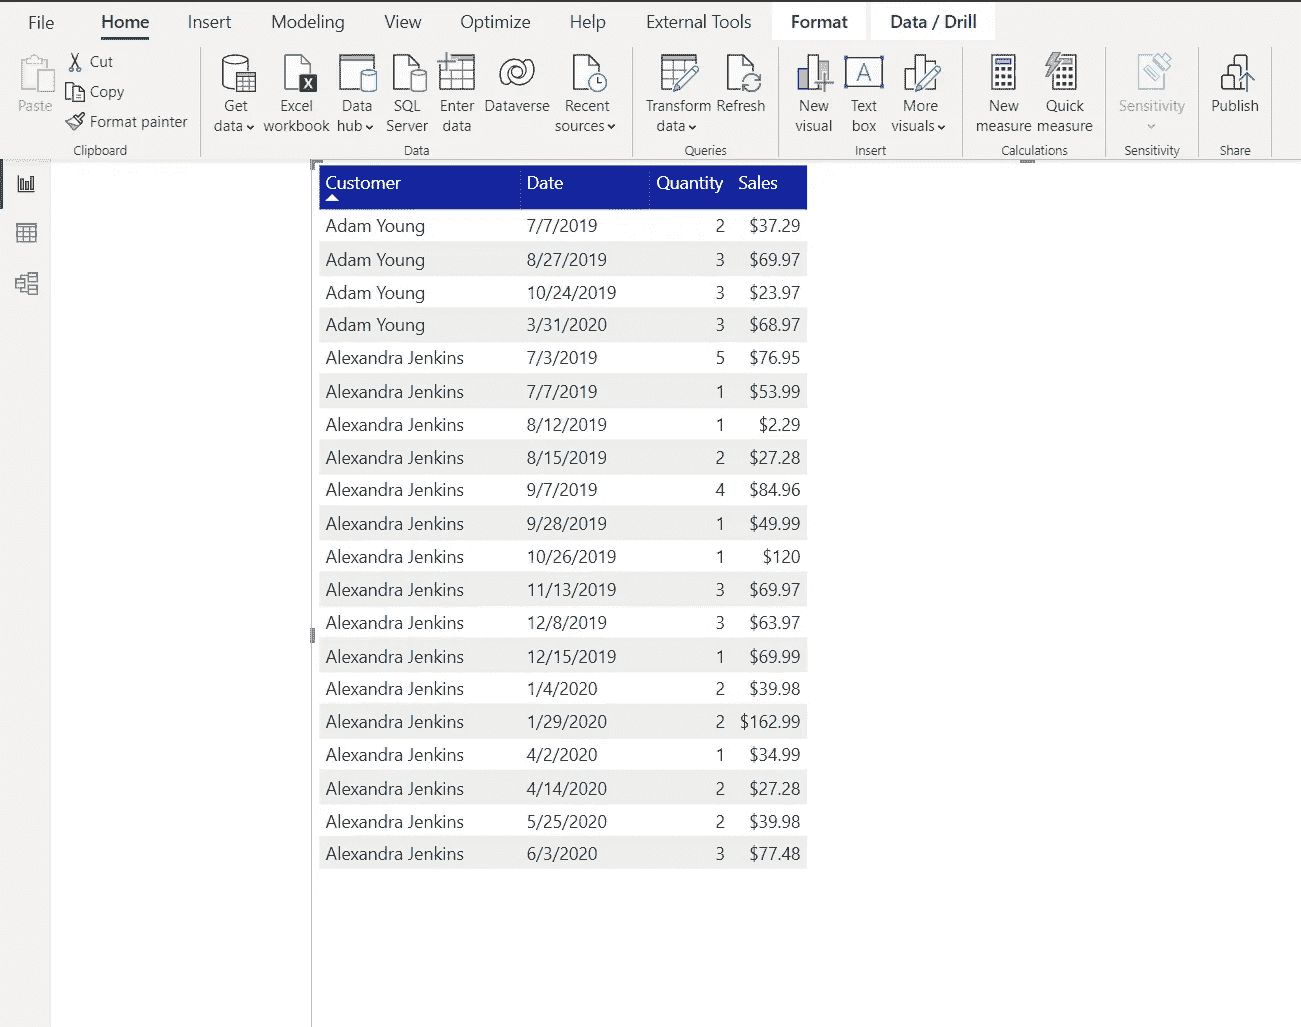 File Home Insert Modeling View Optimize Help External Tools Format Data / Drill
Paste
Cut
Copy
Format painter
Clipboard
Get data
Excel workbook
Data hub
SQL Server
Enter data
Dataverse
Recent sources
Data
Transform data
Refresh
Queries
New visual
Text box
More visuals
Insert
New measure
Quick measure
Calculations
Sensitivity
Sensitivity
Publish
Share
Customer Date Quantity Sales
Adam Young 7/7/2019 2 $37.29
Adam Young 8/27/2019 3 $69.97
Adam Young 10/24/2019 3 $23.97
Adam Young 3/31/2020 3 $68.97
Alexandra Jenkins 7/3/2019 5 $76.95
Alexandra Jenkins 7/7/2019 1 $53.99
Alexandra Jenkins 8/12/2019 1 $2.29
Alexandra Jenkins 8/15/2019 2 $27.28
Alexandra Jenkins 9/7/2019 4 $84.96
Alexandra Jenkins 9/28/2019 1 $49.99
Alexandra Jenkins 10/26/2019 1 $120
Alexandra Jenkins 11/13/2019 3 $69.97
Alexandra Jenkins 12/8/2019 3 $63.97
Alexandra Jenkins 12/15/2019 1 $69.99
Alexandra Jenkins 1/4/2020 2 $39.98
Alexandra Jenkins 1/29/2020 2 $162.99
Alexandra Jenkins 4/2/2020 1 $34.99
Alexandra Jenkins 4/14/2020 2 $27.28
Alexandra Jenkins 5/25/2020 2 $39.98
Alexandra Jenkins 6/3/2020 3 $77.48